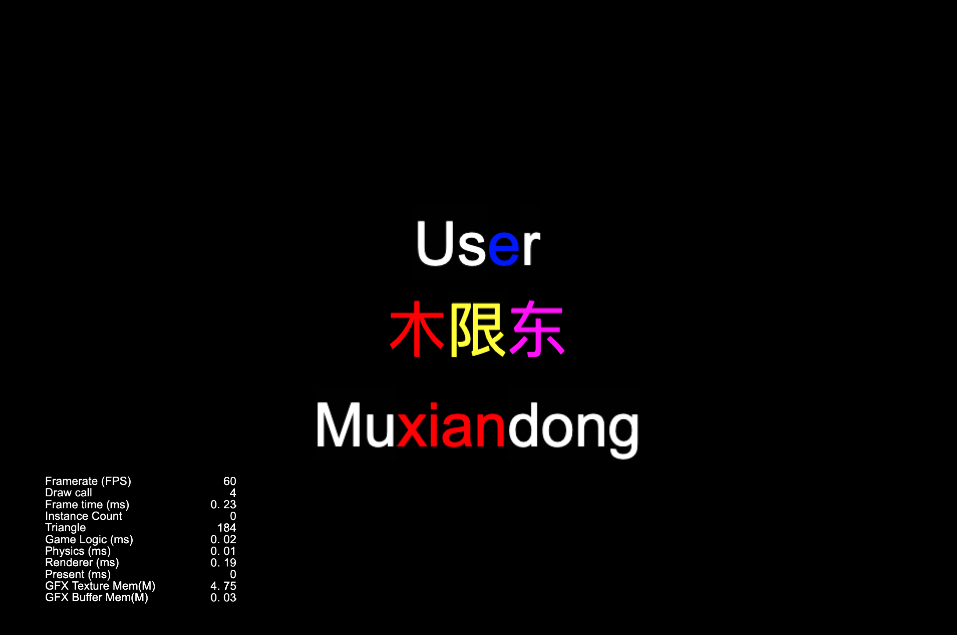 User
木限东
Muxiandong
Framerate (FPS) 60
Draw call 4
Frame time (ms) 0. 23
Instance Count 0
Triangle 184
Game Logic (ms) 0. 02
Physics (ms) 0. 01
Renderer (ms) 0. 19
Present (ms) 0
GFX Texture Mem(M) 4. 75
GFX Buffer Mem(M) 0. 03